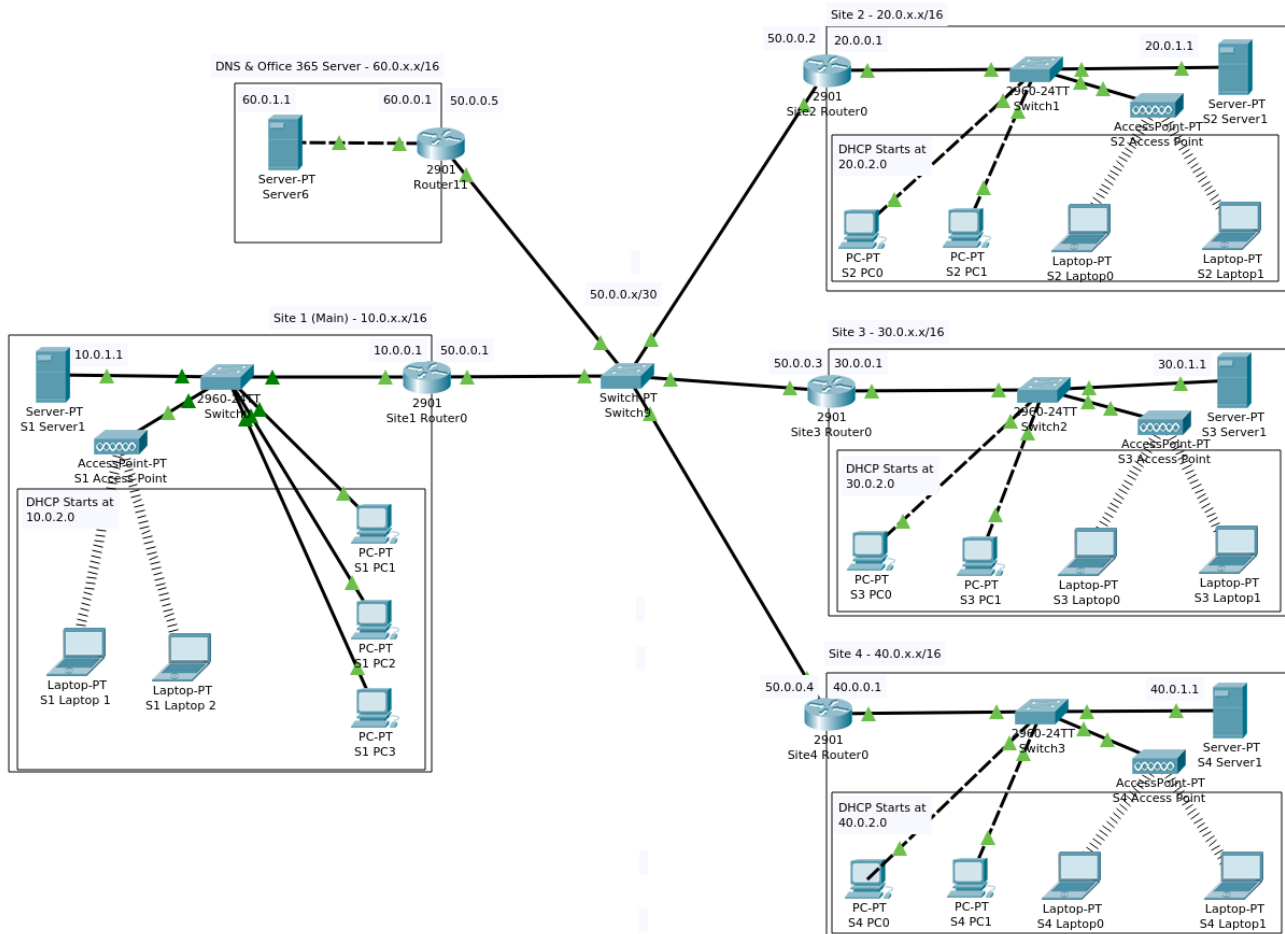 DNS & Office 365 Server - 60.0.x.x/16
60.0.1.1
60.0.0.1
50.0.0.5
Server-PT
Server6
2901
Router11
Site 1 (Main) - 10.0.x.x/16
10.0.1.1
10.0.0.1
50.0.0.1
Server-PT
S1 Server1
2960-24TT
Switch0
2901
Site1 Router0
AccessPoint-PT
S1 Access Point
DHCP Starts at
10.0.2.0
PC-PT
S1 PC1
PC-PT
S1 PC2
PC-PT
S1 PC3
Laptop-PT
S1 Laptop 1
Laptop-PT
S1 Laptop 2
50.0.0.x/30
Switch-PT
Switch9
Site 2 - 20.0.x.x/16
50.0.0.2
20.0.0.1
20.0.1.1
2901
Site2 Router0
2960-24TT
Switch1
Server-PT
S2 Server1
AccessPoint-PT
S2 Access Point
DHCP Starts at
20.0.2.0
PC-PT
S2 PC0
PC-PT
S2 PC1
Laptop-PT
S2 Laptop0
Laptop-PT
S2 Laptop1
Site 3 - 30.0.x.x/16
50.0.0.3
30.0.0.1
30.0.1.1
2901
Site3 Router0
2960-24TT
Switch2
Server-PT
S3 Server1
AccessPoint-PT
S3 Access Point
DHCP Starts at
30.0.2.0
PC-PT
S3 PC0
PC-PT
S3 PC1
Laptop-PT
S3 Laptop0
Laptop-PT
S3 Laptop1
Site 4 - 40.0.x.x/16
50.0.0.4
40.0.0.1
40.0.1.1
2901
Site4 Router0
2960-24TT
Switch3
Server-PT
S4 Server1
AccessPoint-PT
S4 Access Point
DHCP Starts at
40.0.2.0
PC-PT
S4 PC0
PC-PT
S4 PC1
Laptop-PT
S4 Laptop0
Laptop-PT
S4 Laptop1